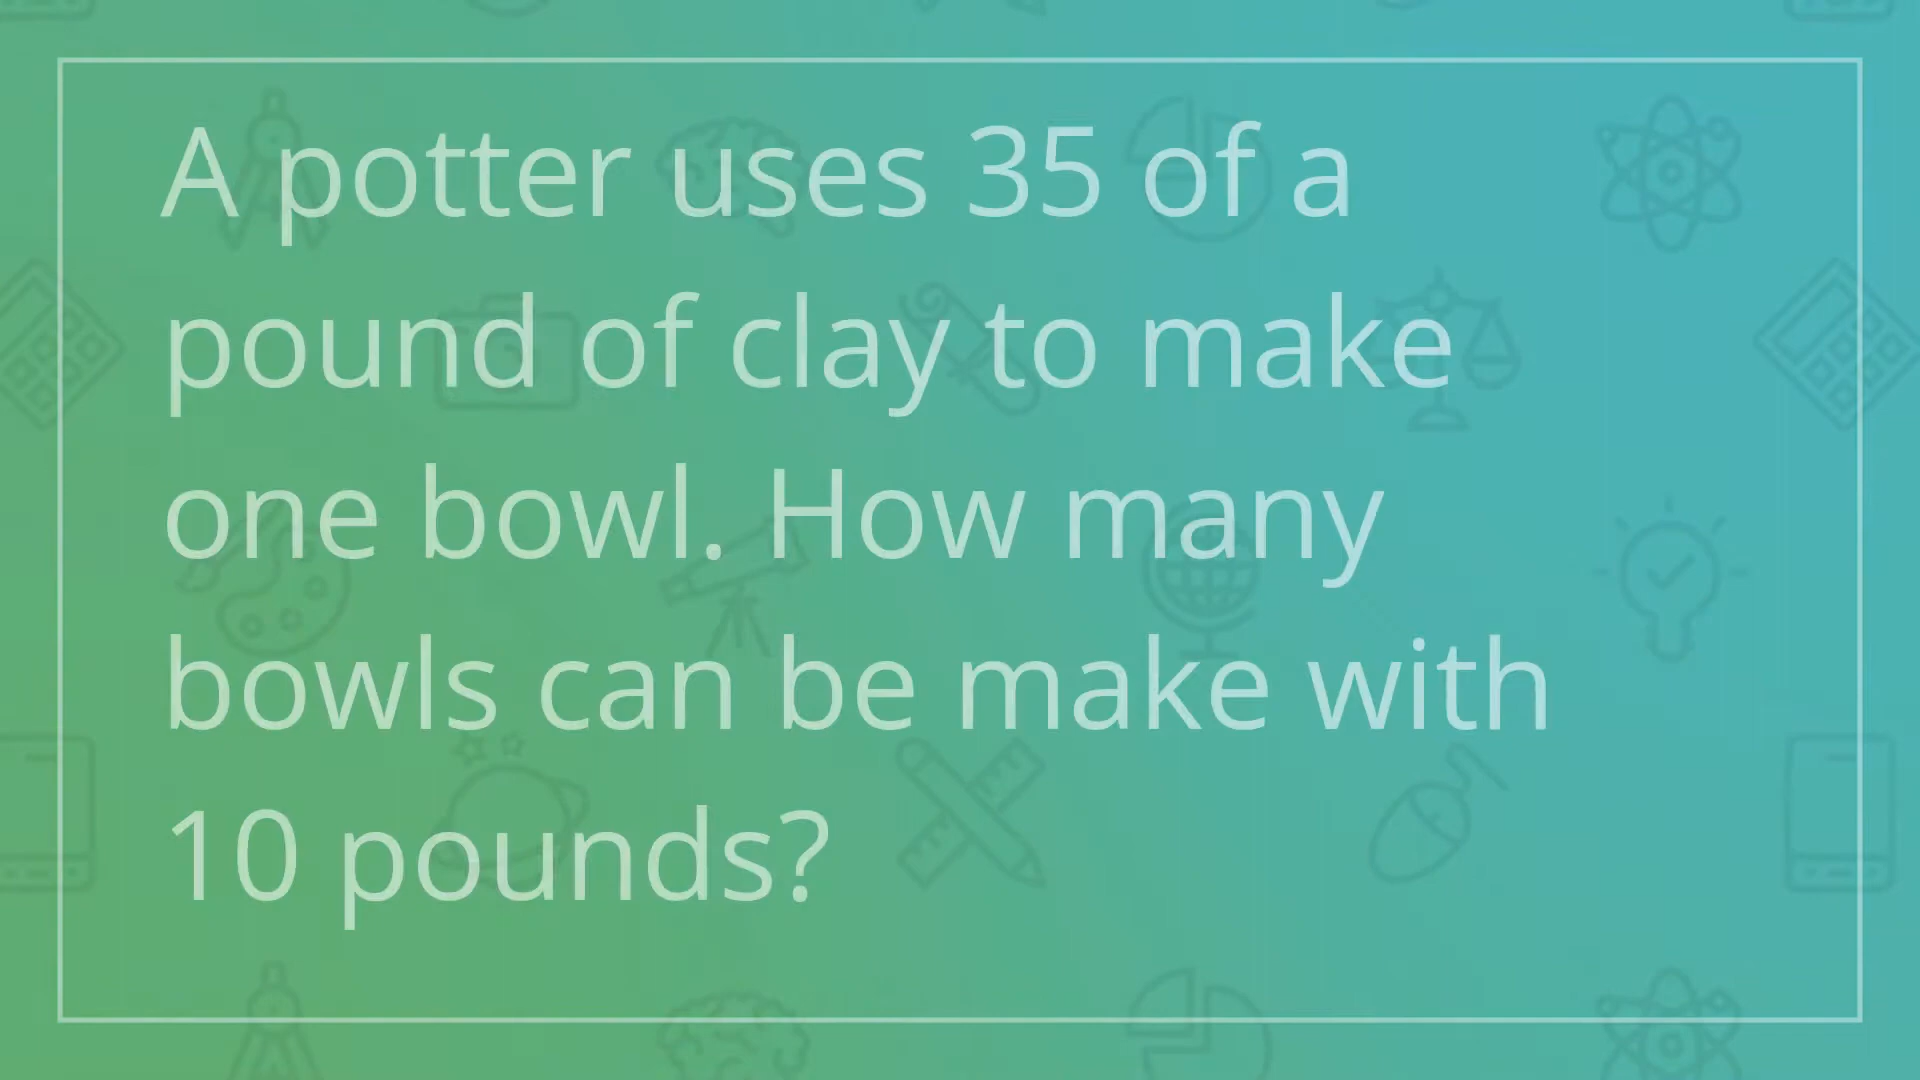 A potter uses 35 of a
pound of clay to make
one bowl. How many
bowls can be make with
10 pounds?